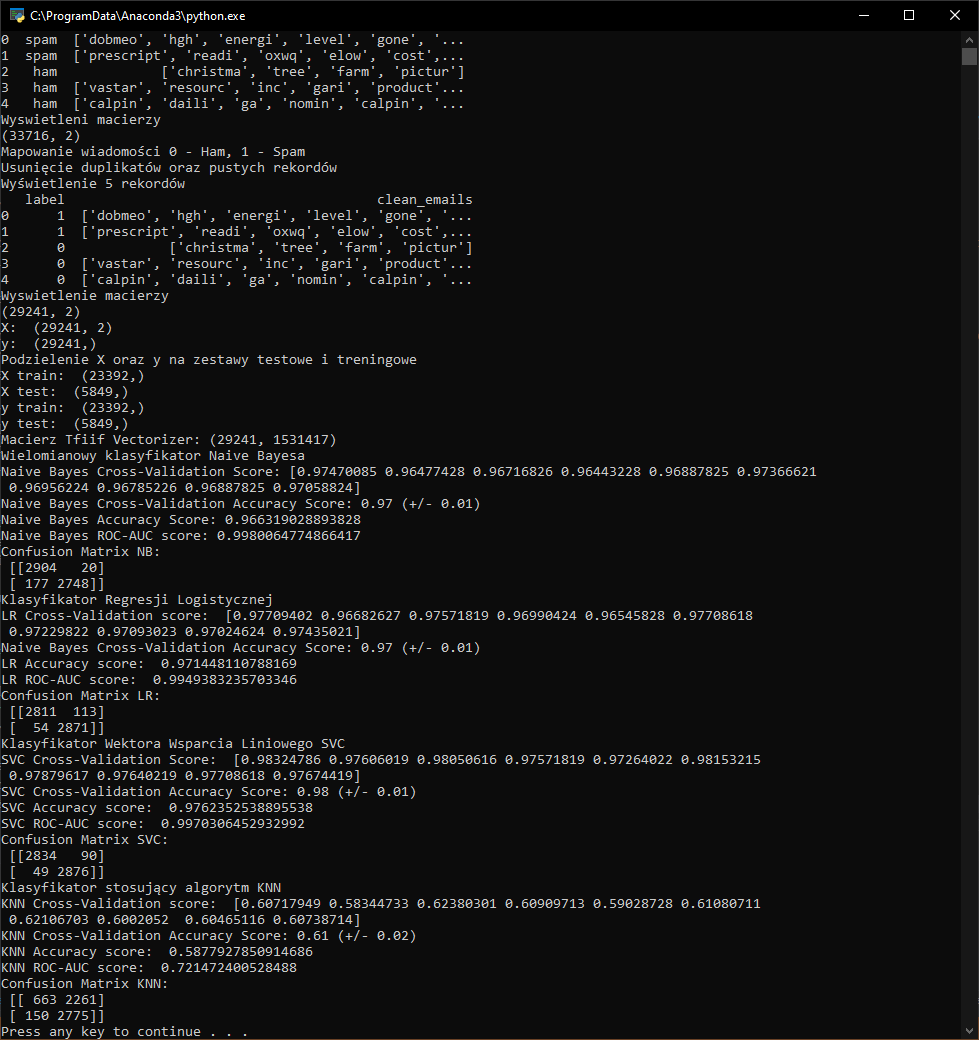 C:\ProgramData\Anaconda3\python.exe
0  spam  ['dobmeo', 'hgh', 'energi', 'level', 'gone', '...
1  spam  ['prescript', 'readi', 'oxwq', 'elow', 'cost',...
2   ham             ['christma', 'tree', 'farm', 'pictur']
3   ham  ['vastar', 'resourc', 'inc', 'gari', 'product'...
4   ham  ['calpin', 'daili', 'ga', 'nomin', 'calpin', '...
Wyswietleni macierzy
(33716, 2)
Mapowanie wiadomości 0 - Ham, 1 - Spam
Usunięcie duplikatów oraz pustych rekordów
Wyświetlenie 5 rekordów
   label                                       clean_emails
0      1  ['dobmeo', 'hgh', 'energi', 'level', 'gone', '...
1      1  ['prescript', 'readi', 'oxwq', 'elow', 'cost',...
2      0             ['christma', 'tree', 'farm', 'pictur']
3      0  ['vastar', 'resourc', 'inc', 'gari', 'product'...
4      0  ['calpin', 'daili', 'ga', 'nomin', 'calpin', '...
Wyswietlenie macierzy
(29241, 2)
X:  (29241, 2)
y:  (29241,)
Podzielenie X oraz y na zestawy testowe i treningowe
X train:  (23392,)
X test:  (5849,)
y train:  (23392,)
y test:  (5849,)
Macierz Tfiif Vectorizer: (29241, 1531417)
Wielomianowy klasyfikator Naive Bayesa
Naive Bayes Cross-Validation Score: [0.97470085 0.96477428 0.96716826 0.96443228 0.96887825 0.97366621
 0.96956224 0.96785226 0.96887825 0.97058824]
Naive Bayes Cross-Validation Accuracy Score: 0.97 (+/- 0.01)
Naive Bayes Accuracy Score: 0.966319028893828
Naive Bayes ROC-AUC score: 0.9980064774866417
Confusion Matrix NB:
 [[2904   20]
 [ 177 2748]]
Klasyfikator Regresji Logistycznej
LR Cross-Validation score:  [0.97709402 0.96682627 0.97571819 0.96990424 0.96545828 0.97708618
 0.97229822 0.97093023 0.97024624 0.97435021]
Naive Bayes Cross-Validation Accuracy Score: 0.97 (+/- 0.01)
LR Accuracy score:  0.971448110788169
LR ROC-AUC score:  0.9949383235703346
Confusion Matrix LR:
 [[2811  113]
 [  54 2871]]
Klasyfikator Wektora Wsparcia Liniowego SVC
SVC Cross-Validation Score:  [0.98324786 0.97606019 0.98050616 0.97571819 0.97264022 0.98153215
 0.97879617 0.97640219 0.97708618 0.97674419]
SVC Cross-Validation Accuracy Score: 0.98 (+/- 0.01)
SVC Accuracy score:  0.9762352538895538
SVC ROC-AUC score:  0.9970306452932992
Confusion Matrix SVC:
 [[2834   90]
 [  49 2876]]
Klasyfikator stosujący algorytm KNN
KNN Cross-Validation score:  [0.60717949 0.58344733 0.62380301 0.60909713 0.59028728 0.61080711
 0.62106703 0.6002052  0.60465116 0.60738714]
KNN Cross-Validation Accuracy Score: 0.61 (+/- 0.02)
KNN Accuracy score:  0.5877927850914686
KNN ROC-AUC score:  0.721472400528488
Confusion Matrix KNN:
 [[ 663 2261]
 [ 150 2775]]
Press any key to continue . . .